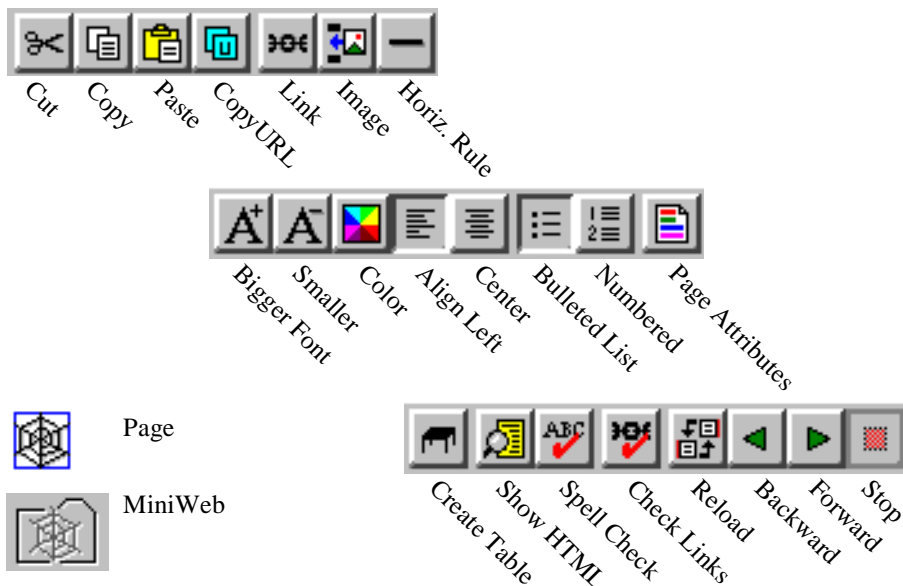 Cut
Copy
Paste
CopyURL
Link
Image
Horiz. Rule
Bigger Font
Smaller
Color
Align Left
Center
Bulleted List
Numbered
Page Attributes
Page
MiniWeb
ABC
Create Table
Show HTML
Spell Check
Check Links
Reload
Backward
Forward
Stop